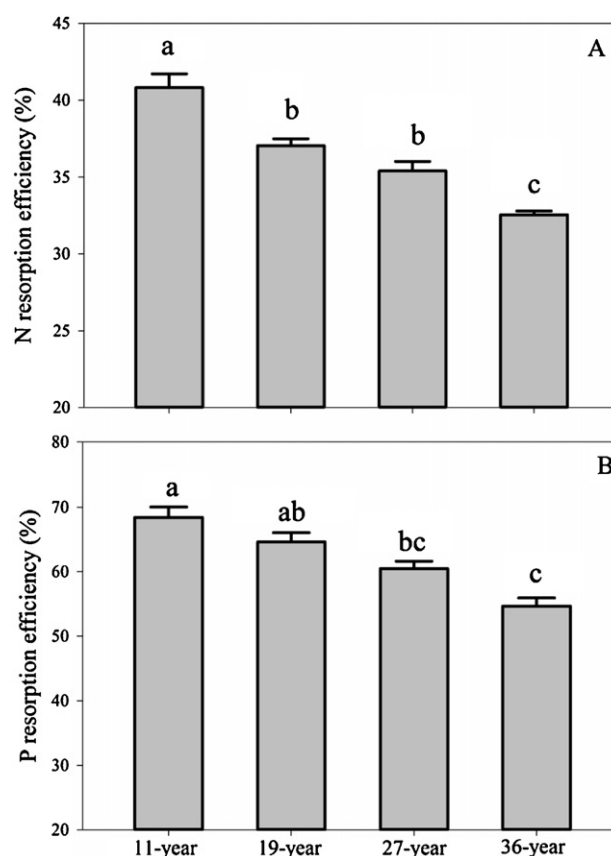 A
N resorption efficiency (%)
45
40
35
30
25
20
a
b
b
c
B
P resorption efficiency (%)
80
70
60
50
40
30
20
a
ab
bc
c
11-year 19-year 27-year 36-year